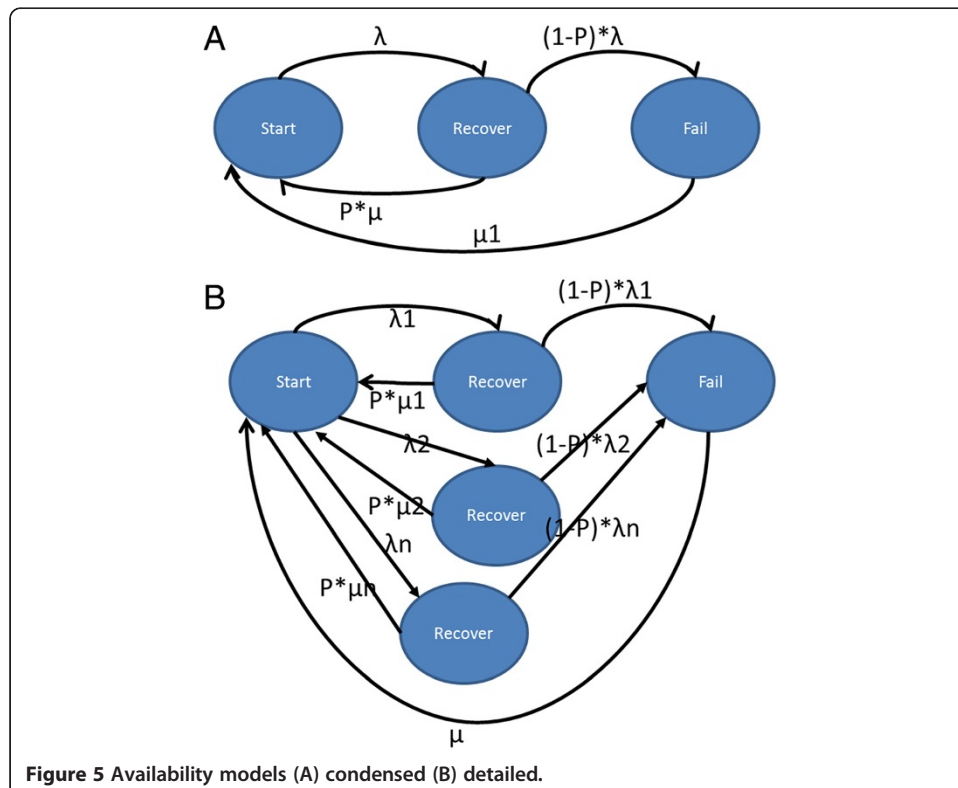 A
λ
(1-P)*λ
Start
Recover
Fail
P*μ
μ1
B
(1-P)*λ1
λ1
Start
Recover
Fail
P*μ1
λ2
(1-P)*λ2
P*μ2
Recover
(1-P)*λn
λn
P*μn
Recover
μ
Figure 5 Availability models (A) condensed (B) detailed.